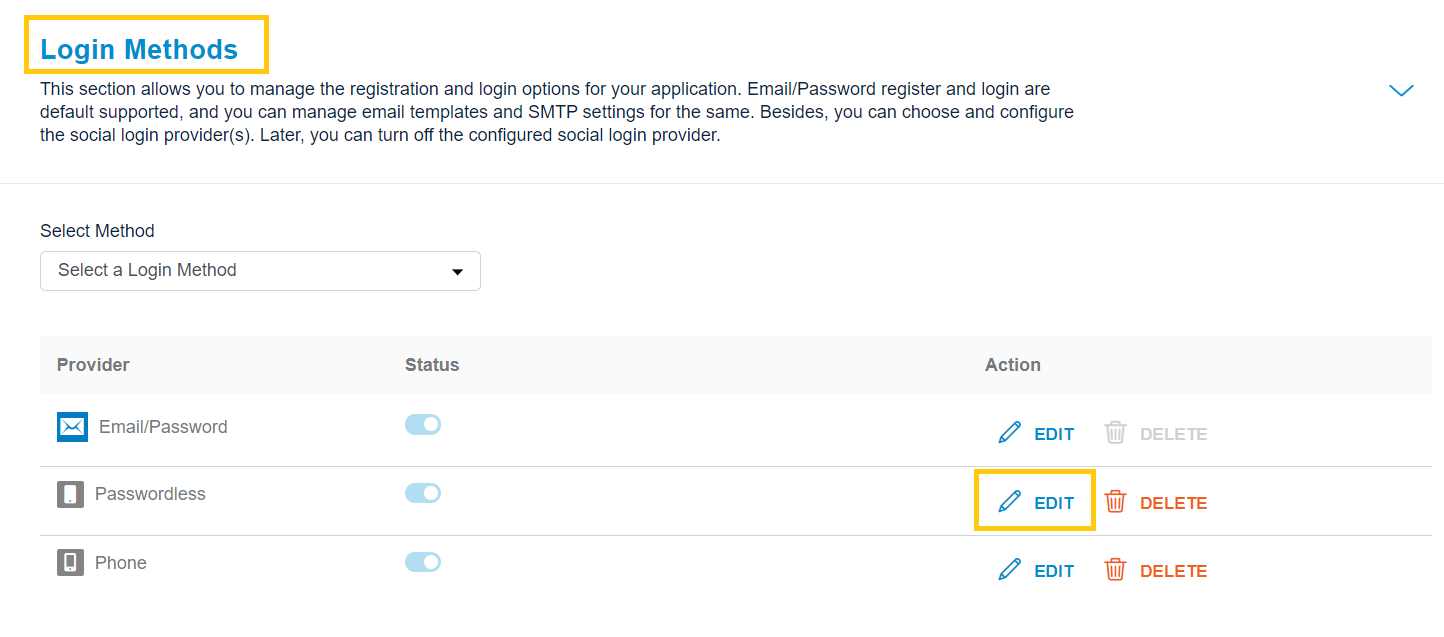 Login Methods
This section allows you to manage the registration and login options for your application. Email/Password register and login are
default supported, and you can manage email templates and SMTP settings for the same. Besides, you can choose and configure
the social login provider(s). Later, you can turn off the configured social login provider.
Select Method
Select a Login Method
Provider Status Action
Email/Password EDIT DELETE
Passwordless EDIT DELETE
Phone EDIT DELETE